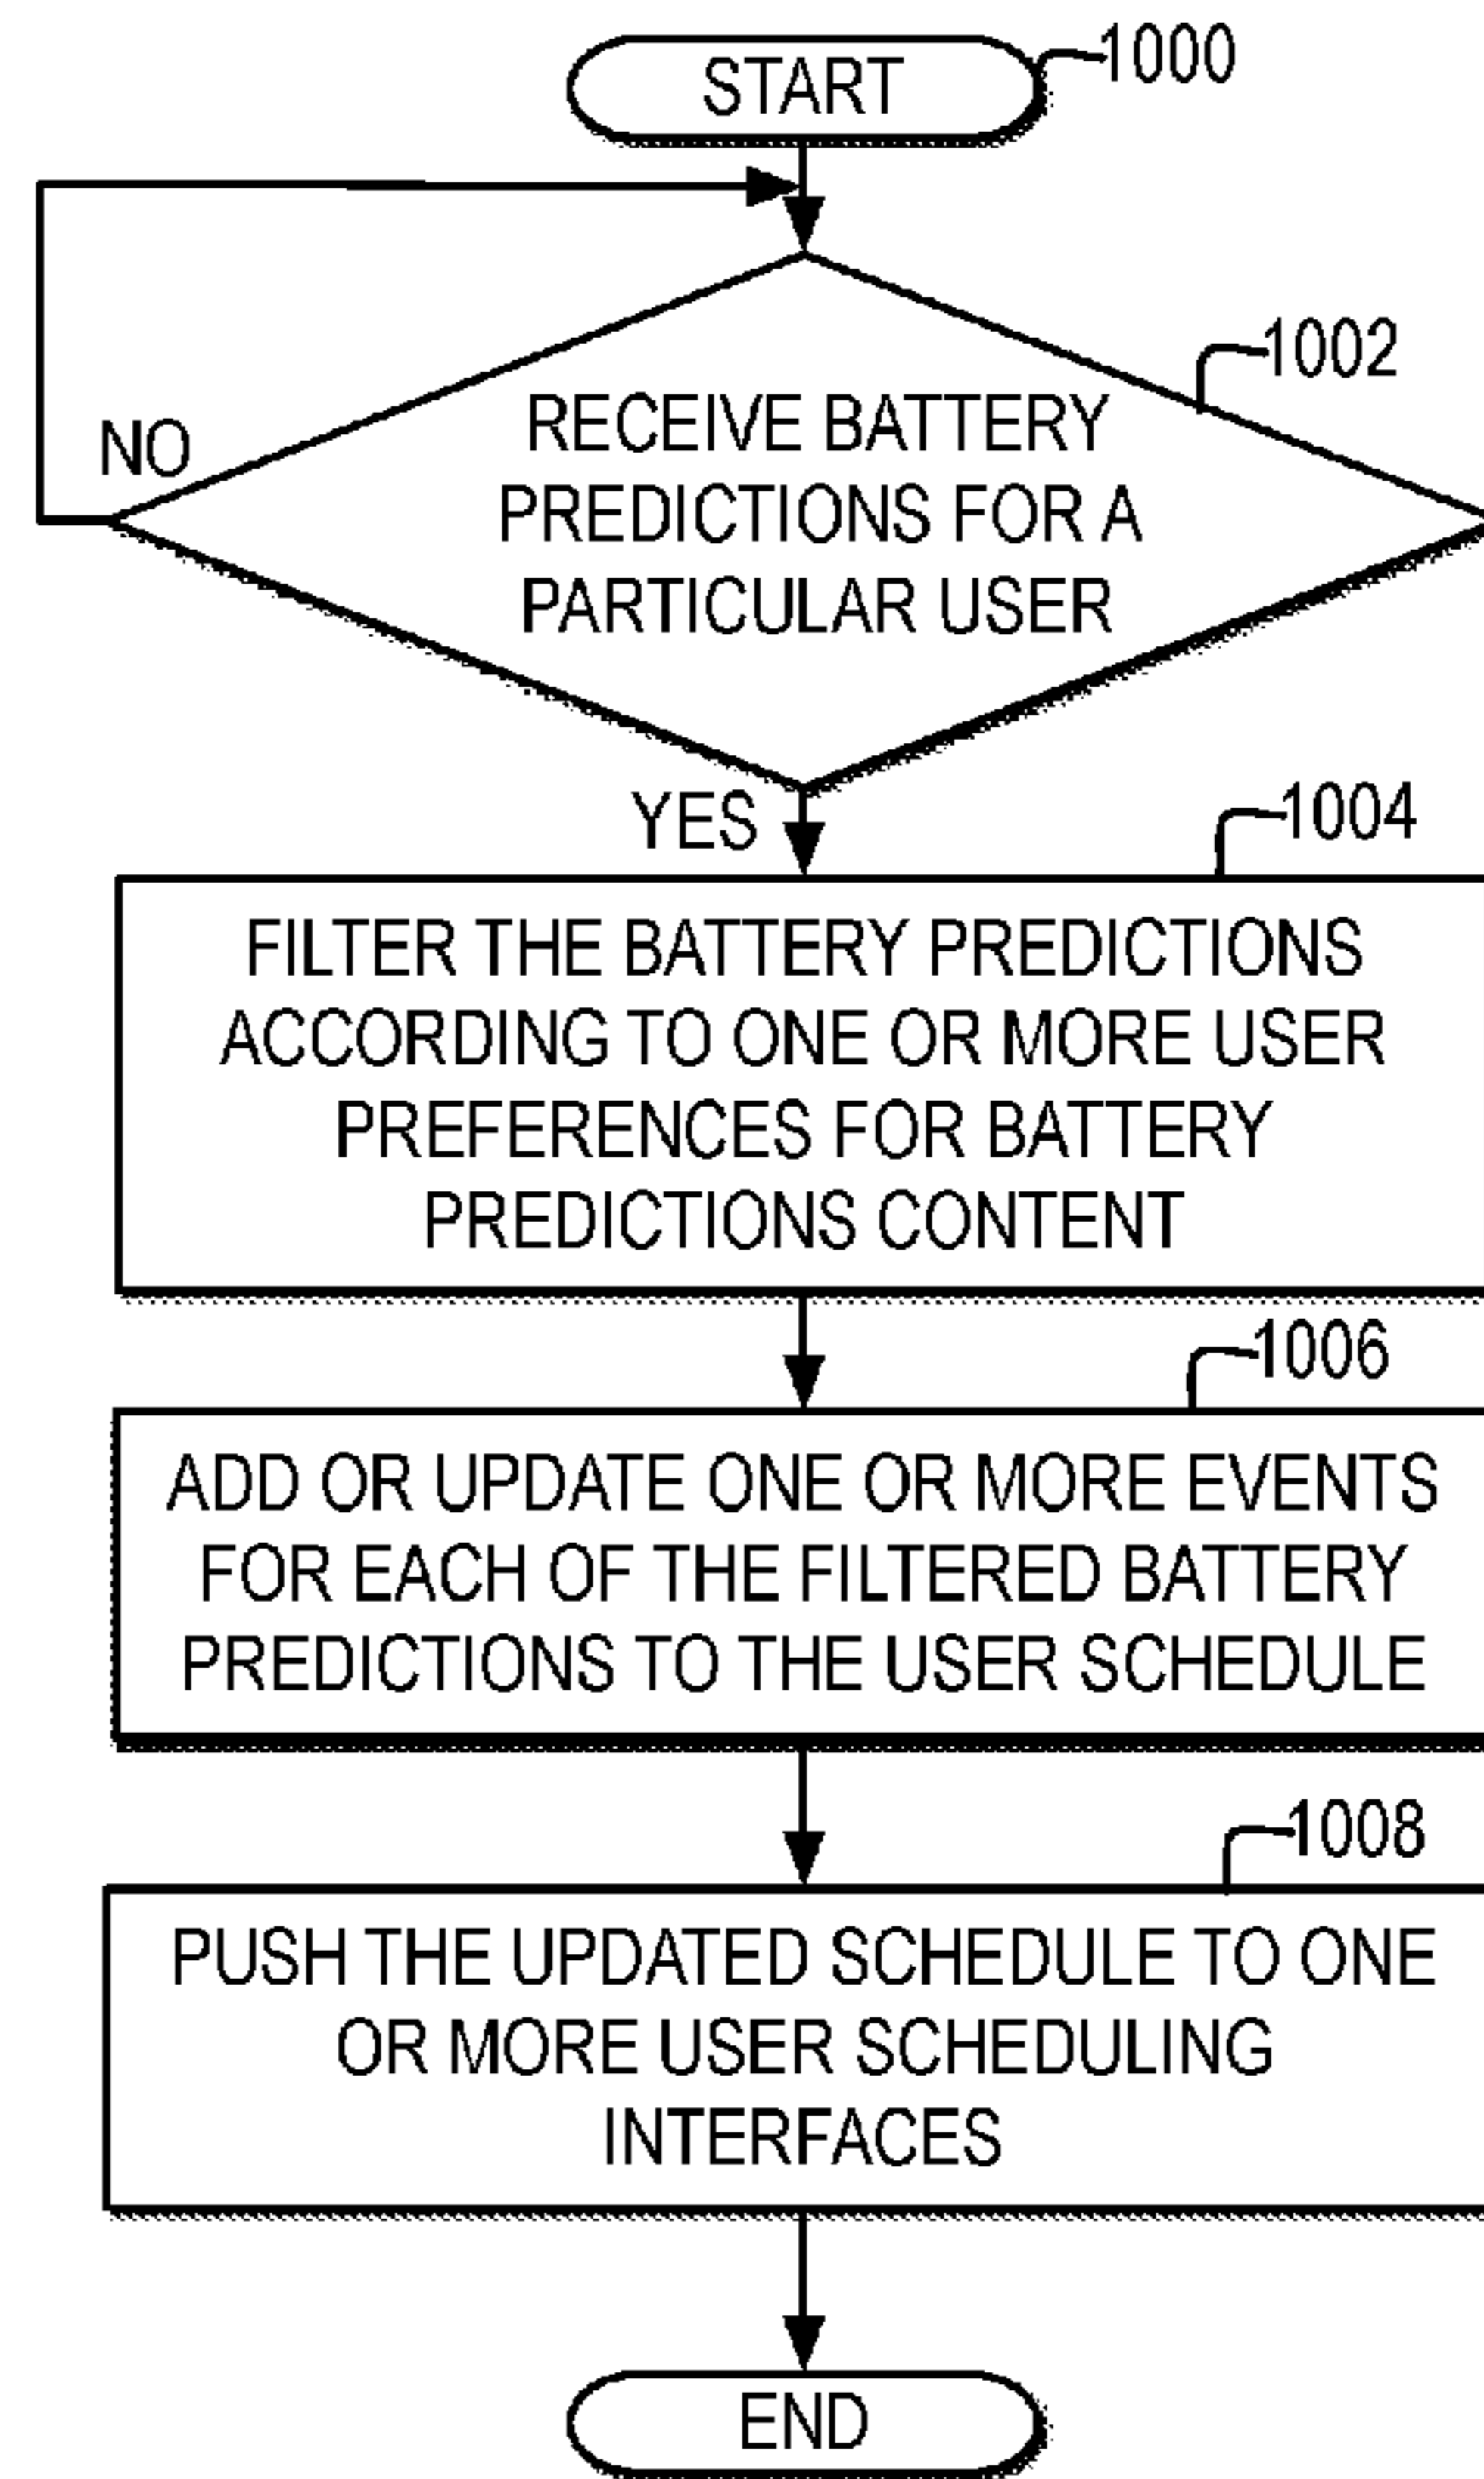 START
1000
1002
RECEIVE BATTERY
PREDICTIONS FOR A
PARTICULAR USER
NO
YES
1004
FILTER THE BATTERY PREDICTIONS
ACCORDING TO ONE OR MORE USER
PREFERENCES FOR BATTERY
PREDICTIONS CONTENT
1006
ADD OR UPDATE ONE OR MORE EVENTS
FOR EACH OF THE FILTERED BATTERY
PREDICTIONS TO THE USER SCHEDULE
1008
PUSH THE UPDATED SCHEDULE TO ONE
OR MORE USER SCHEDULING
INTERFACES
END